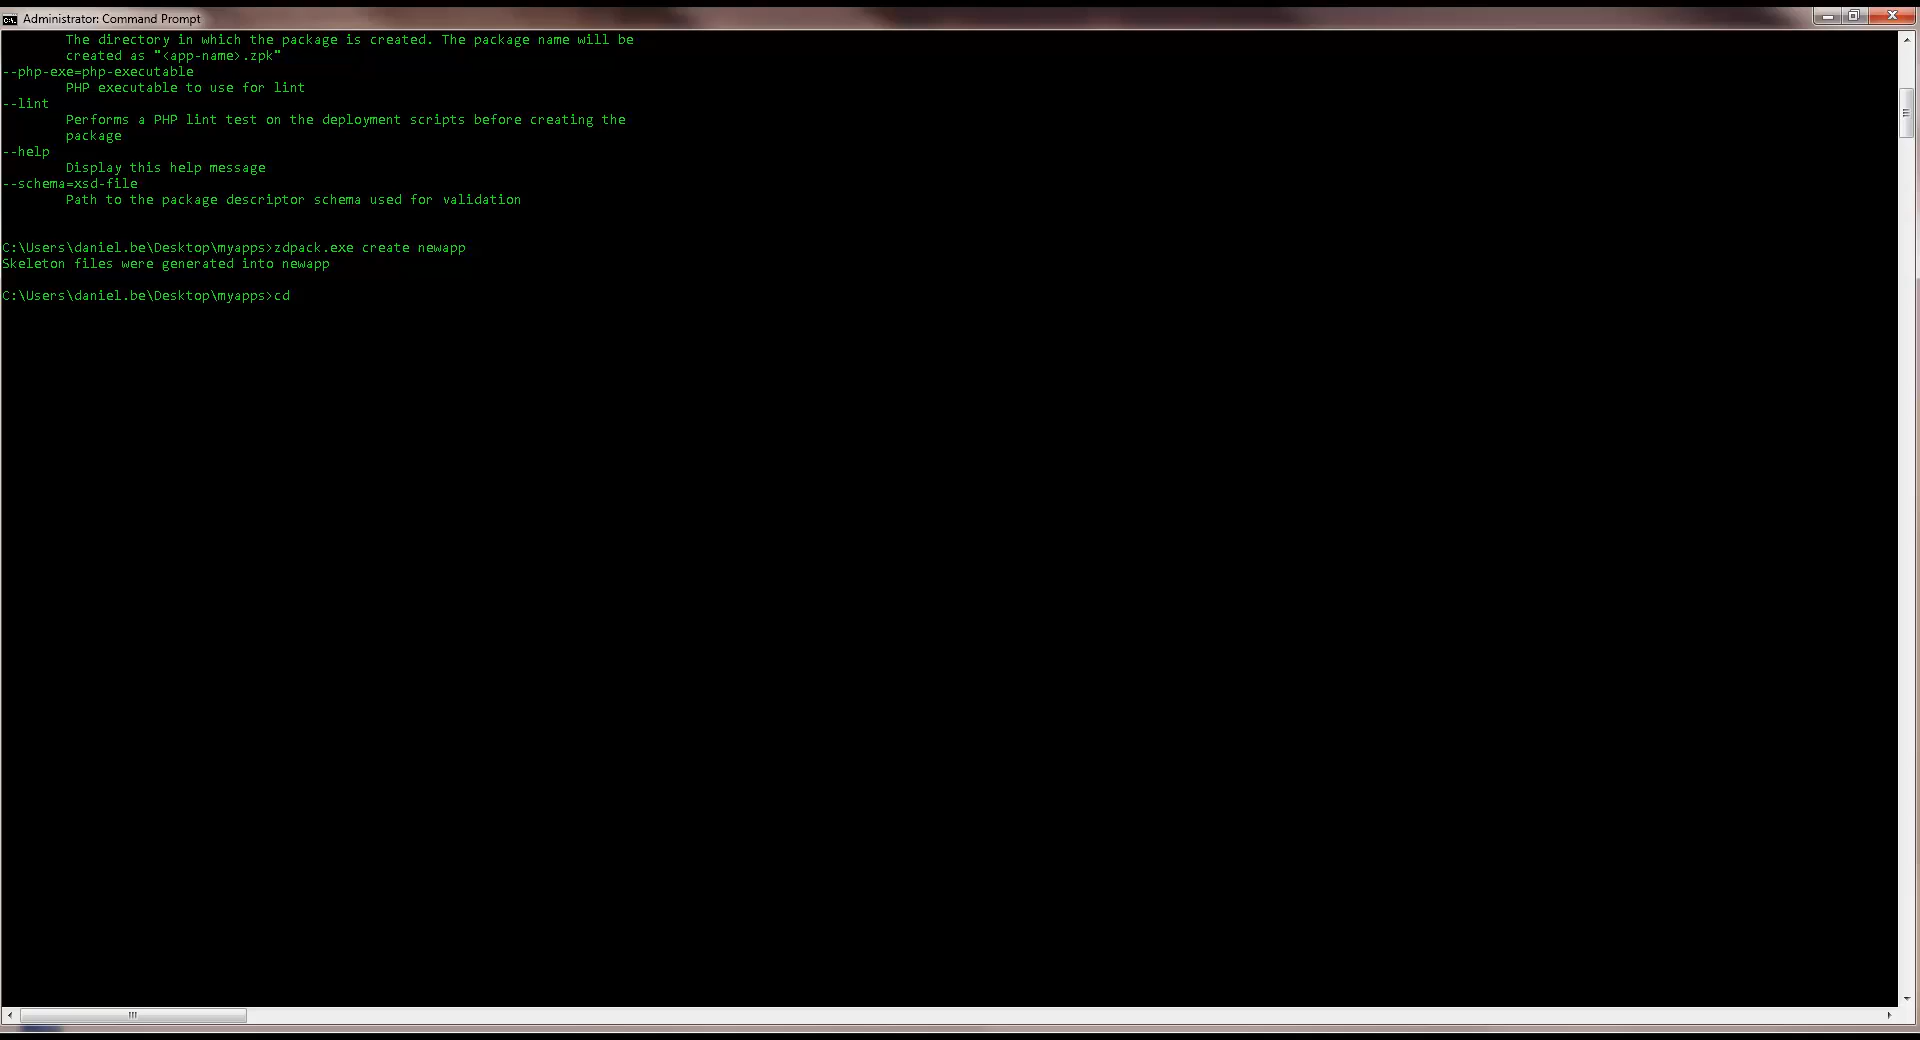 Administrator: Command Prompt
The directory in which the package is created. The package name will be
created as "<app-name>.zpk"
--php-exe=php-executable
PHP executable to use for lint
--lint
Performs a PHP lint test on the deployment scripts before creating the
package
--help
Display this help message
--schema=xsd-file
Path to the package descriptor schema used for validation
C:\Users\daniel.be\Desktop\myapps>zdpack.exe create newapp
Skeleton files were generated into newapp
C:\Users\daniel.be\Desktop\myapps>cd